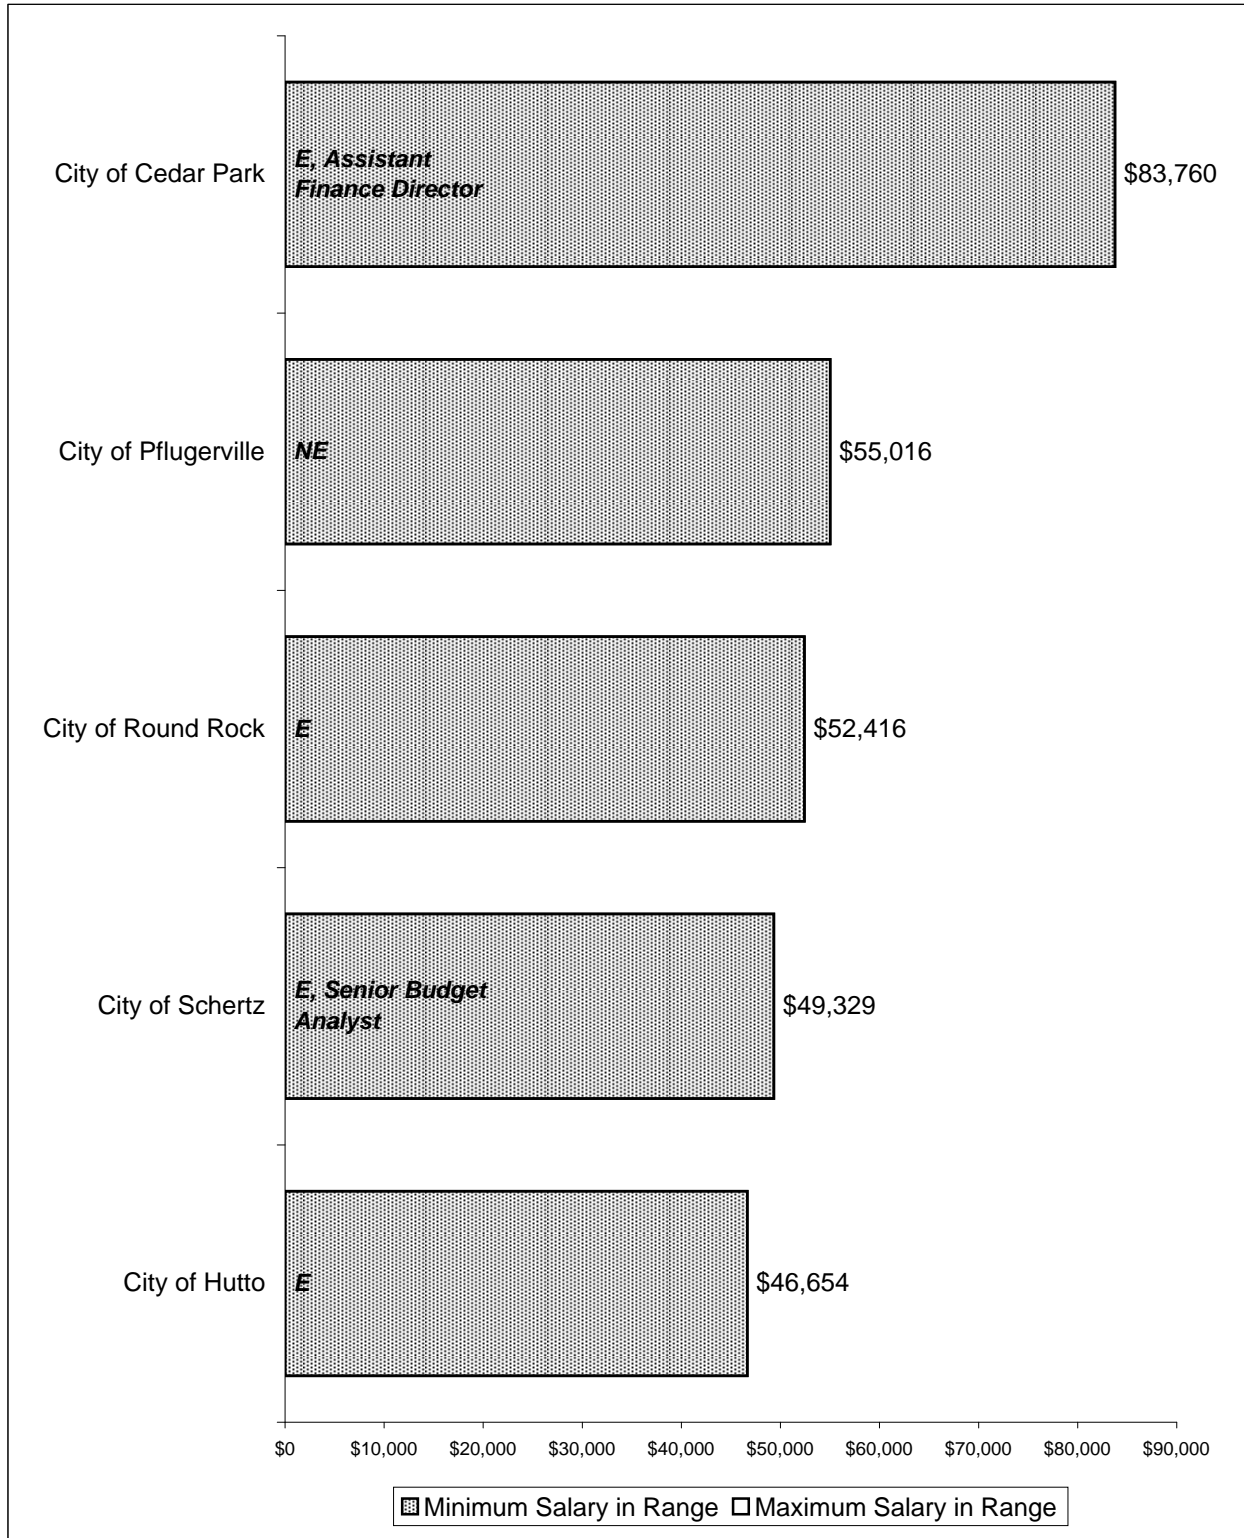 City of Cedar Park
E, Assistant
Finance Director
$83,760
City of Pflugerville
NE
$55,016
City of Round Rock
E
$52,416
City of Schertz
E, Senior Budget
Analyst
$49,329
City of Hutto
E
$46,654
$0 $10,000 $20,000 $30,000 $40,000 $50,000 $60,000 $70,000 $80,000 $90,000
Minimum Salary in Range Maximum Salary in Range